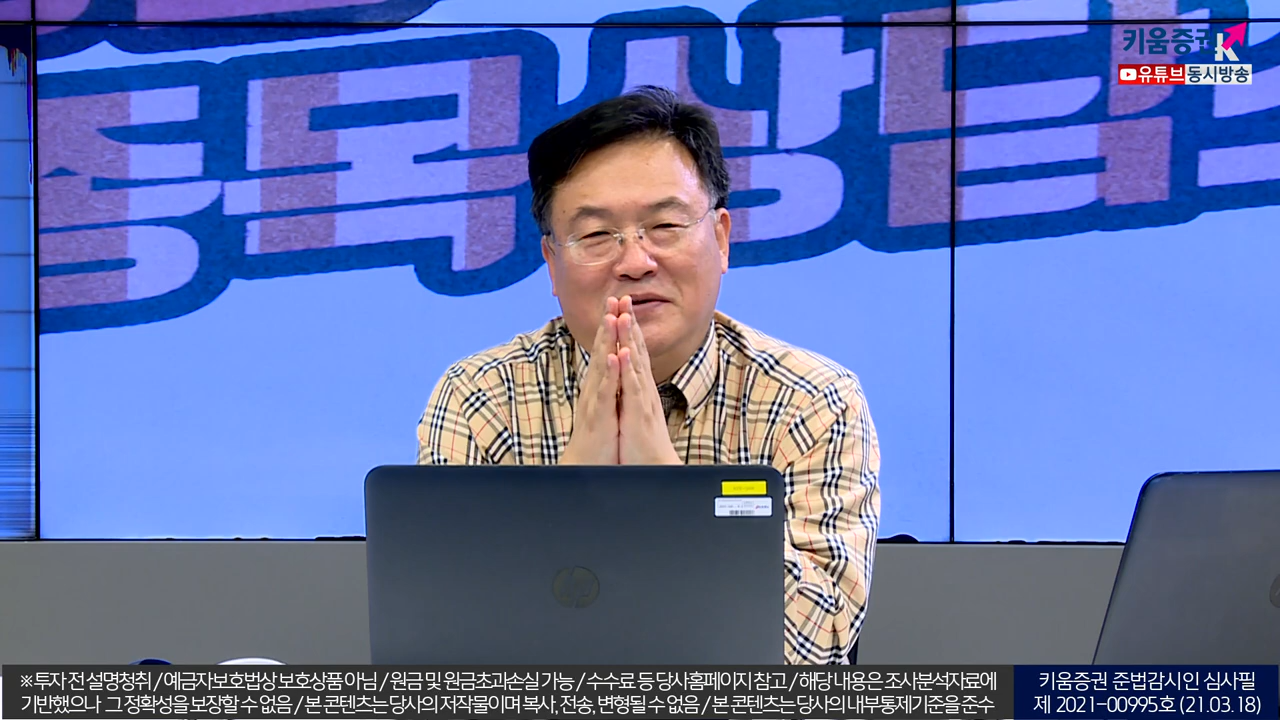 종목상담
키움증권
유튜브동시방송
hp
※ 투자 전 설명청취 / 예금자보호법상 보호상품 아님 / 원금 및 원금초과손실 가능 / 수수료 등 당사홈페이지 참고 / 해당 내용은 조사분석자료에
기반했으나 그 정확성을 보장할 수 없음 / 본 콘텐츠는 당사의 저작물이며 복사, 전송, 변형될 수 없음 / 본 콘텐츠는 당사의 내부통제기준을 준수
키움증권 준법감시인 심사필
제 2021-00995호 (21.03.18)